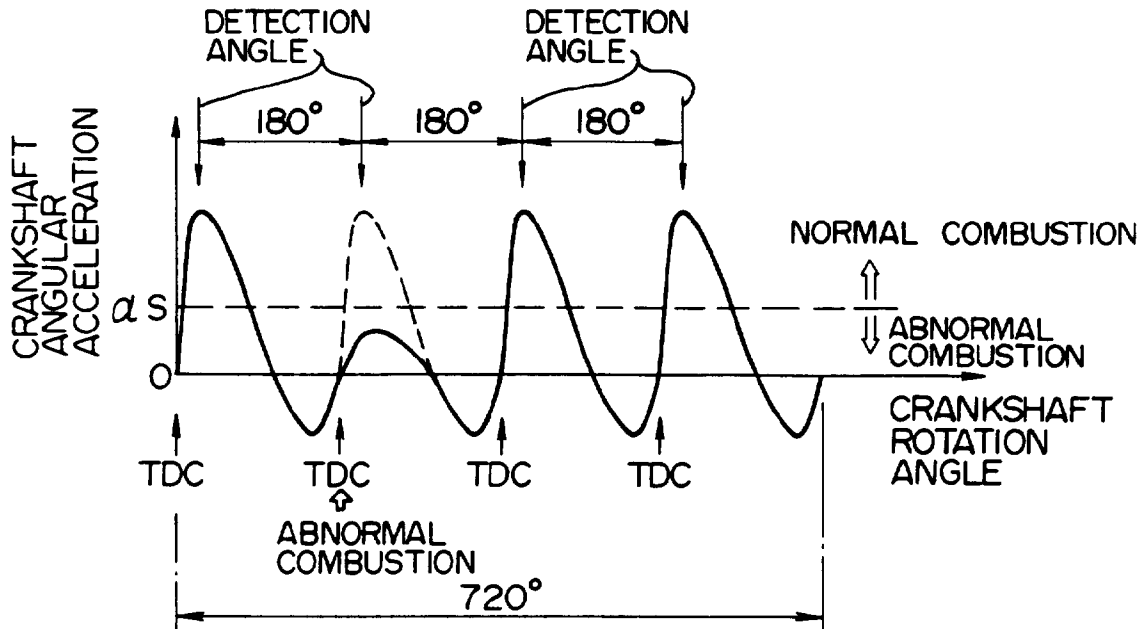 DETECTION
ANGLE
DETECTION
ANGLE
180°
180°
180°
CRANKSHAFT
ANGULAR
ACCELERATION
NORMAL COMBUSTION
αS
ABNORMAL
COMBUSTION
0
CRANKSHAFT
ROTATION
ANGLE
TDC
TDC
TDC
TDC
ABNORMAL
COMBUSTION
720°